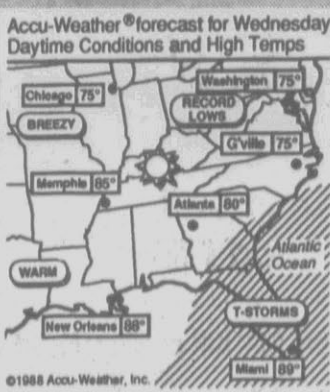 Accu-Weather® forecast for Wednesday
Daytime Conditions and High Temps
Washington 75°
Chicago 75°
RECORD
LOWS
BREEZY
G'ville 75°
Memphis 85°
Atlanta 80°
Atlantic
Ocean
WARM
T-STORMS
New Orleans 88°
Miami 89°
©1988 Accu-Weather, Inc.